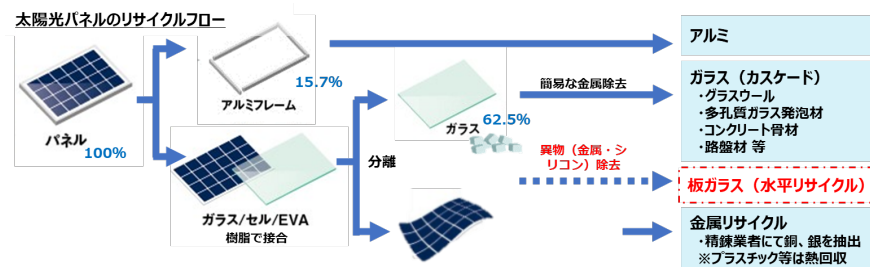 太陽光パネルのリサイクルフロー
パネル
100%
15.7%
アルミフレーム
ガラス/セル/EVA
樹脂で接合
分離
ガラス
62.5%
簡易な金属除去
異物（金属・シ
リコン）除去
アルミ
ガラス（カスケード）
・グラスウール
・多孔質ガラス発泡材
・コンクリート骨材
・路盤材 等
板ガラス（水平リサイクル）
金属リサイクル
・精錬業者にて銅、銀を抽出
※プラスチック等は熱回収